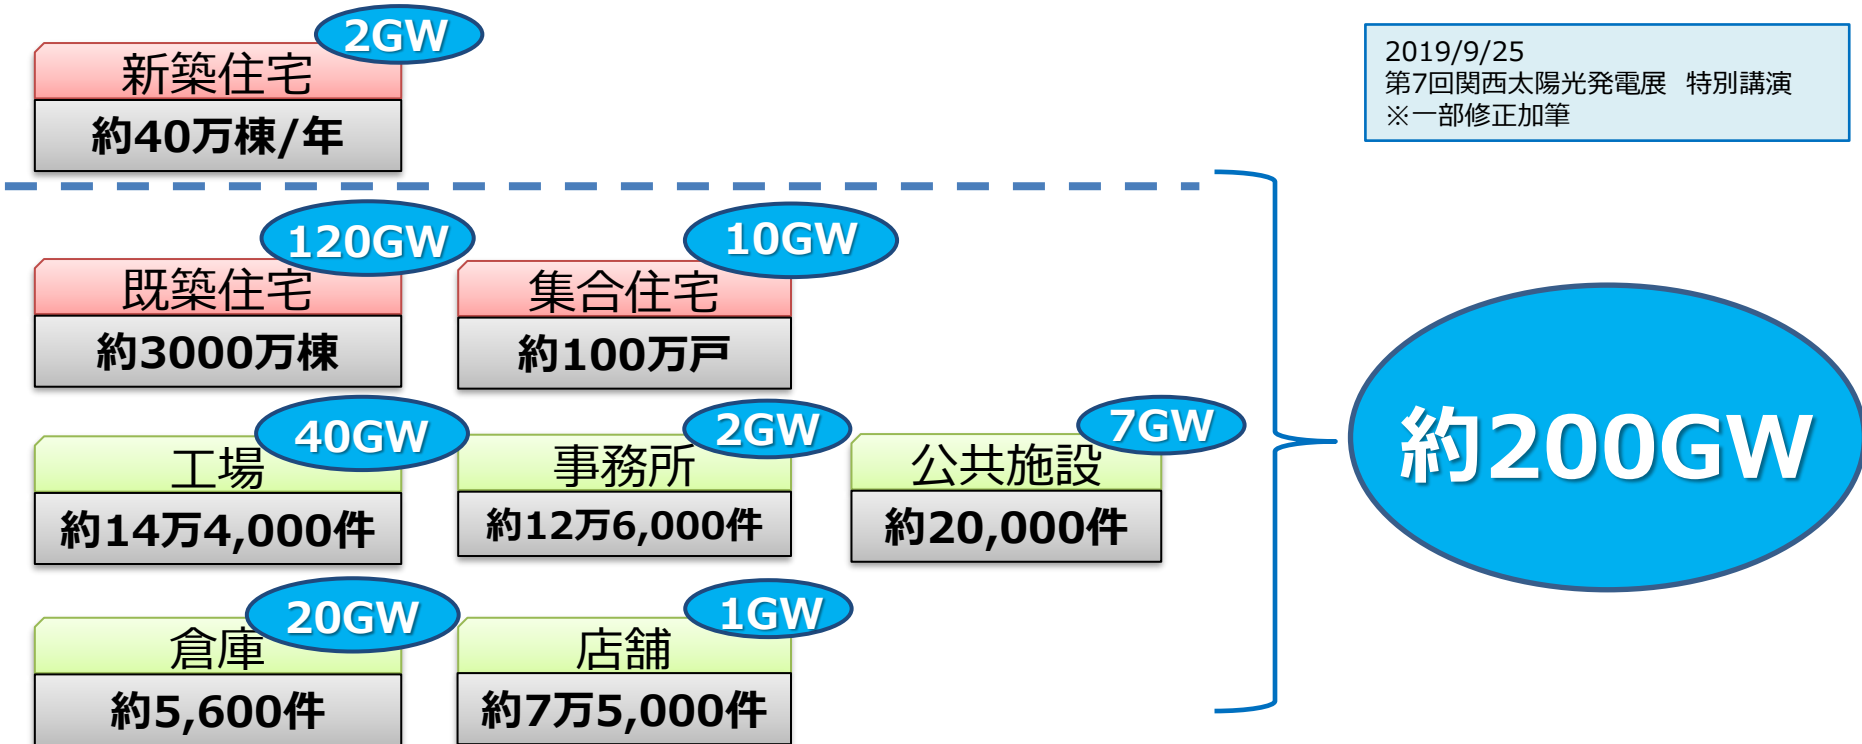 2GW
新築住宅
約40万棟/年
2019/9/25
第7回関西太陽光発電展　特別講演
※一部修正加筆
120GW
既築住宅
約3000万棟
10GW
集合住宅
約100万戸
40GW
工場
約14万4,000件
2GW
事務所
約12万6,000件
7GW
公共施設
約20,000件
20GW
倉庫
約5,600件
1GW
店舗
約7万5,000件
約200GW